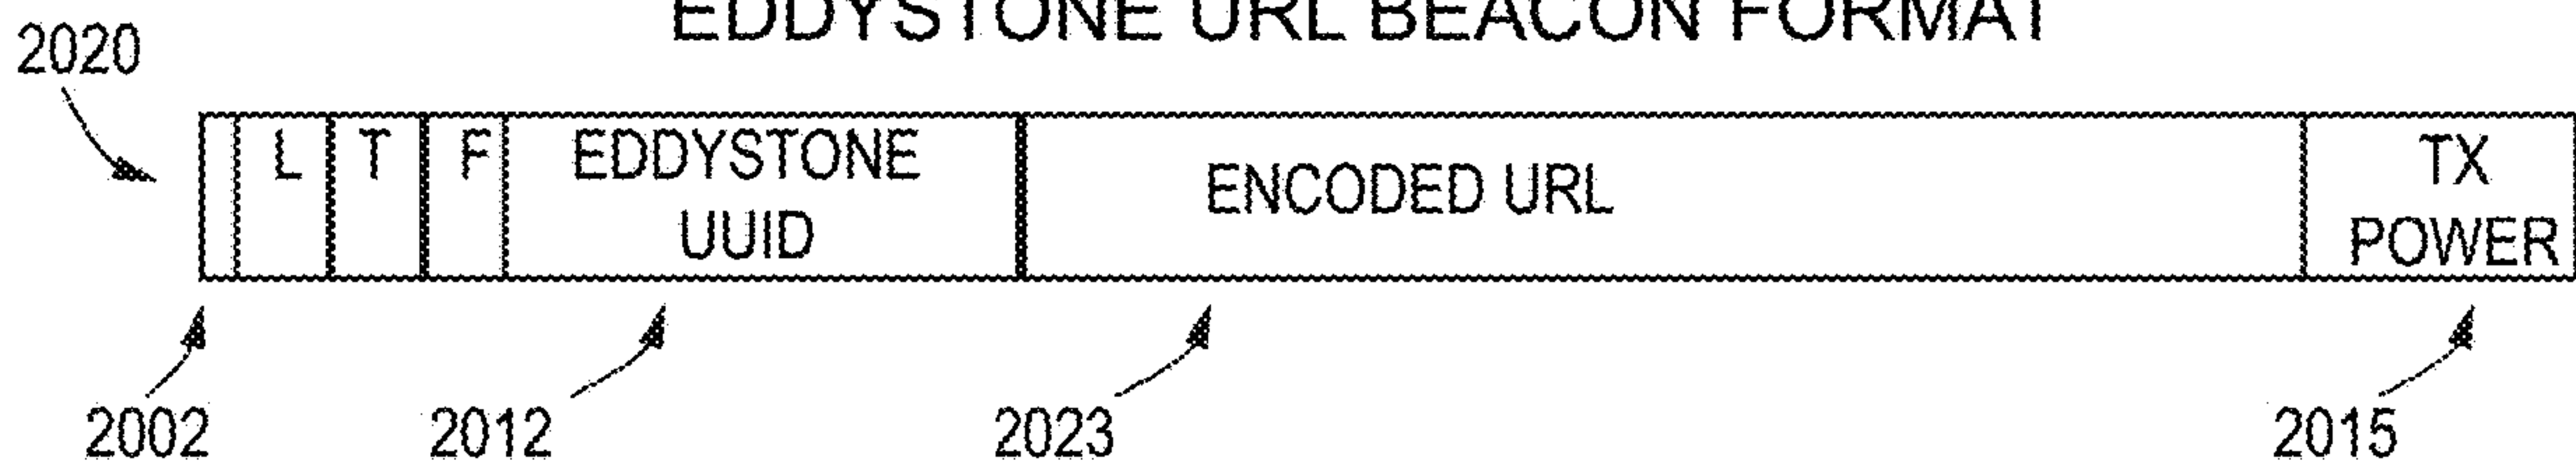 EDDYSTONE URL BEACON FORMAT
2020
L T F EDDYSTONE UUID ENCODED URL TX POWER
2002 2012 2023 2015